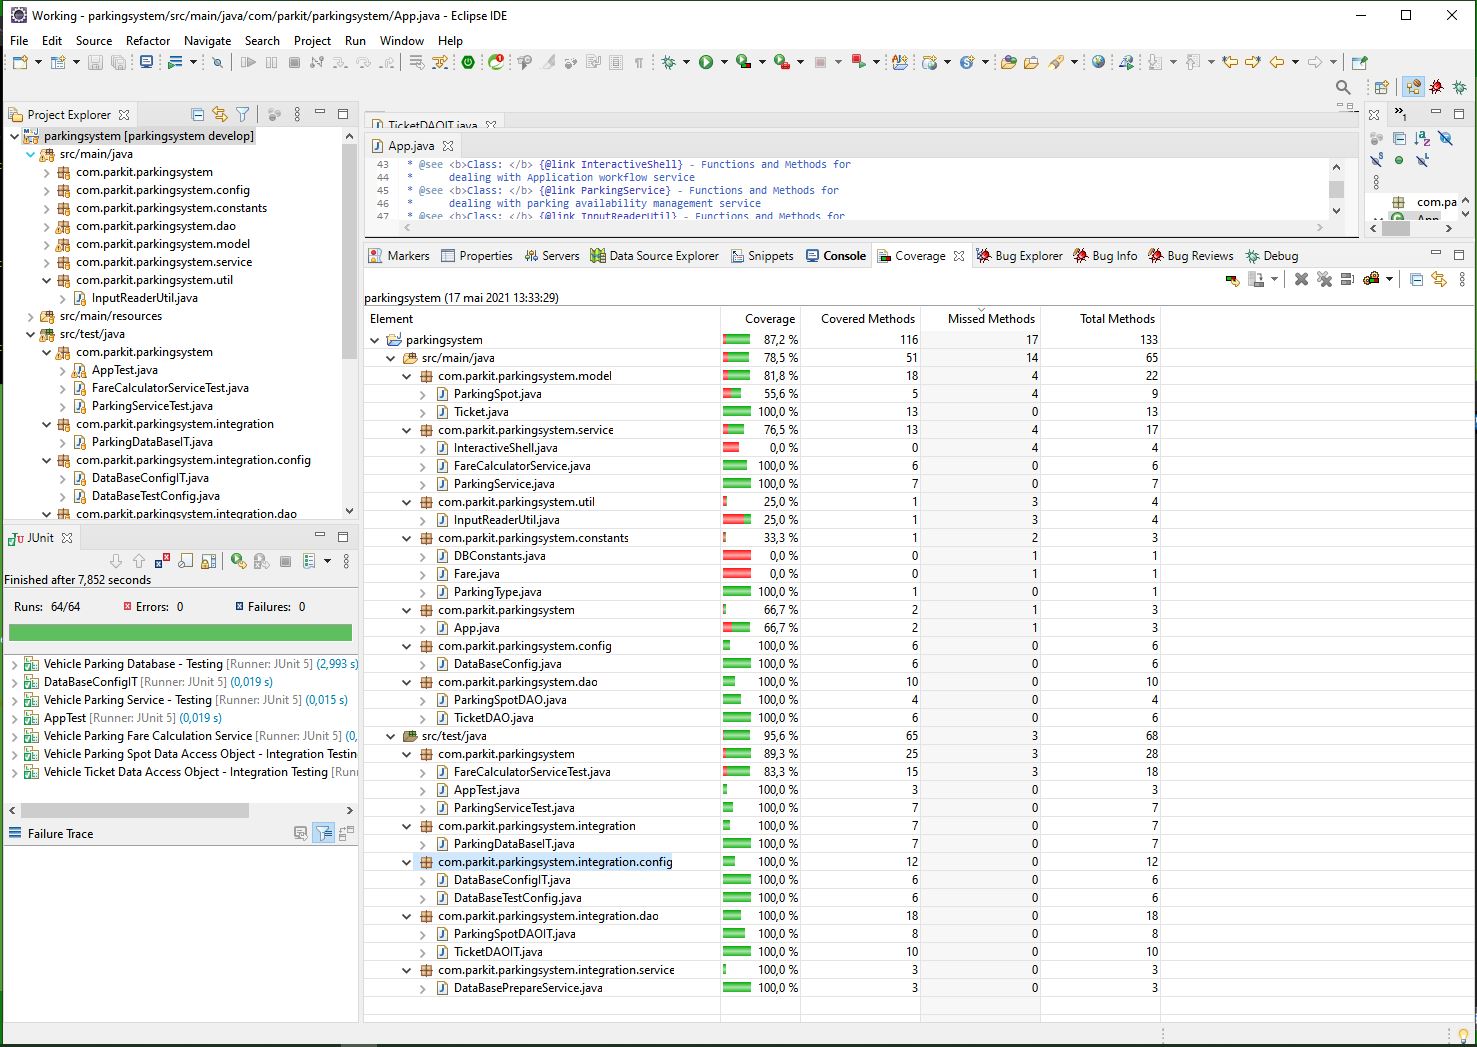 Working - parkingsystem/src/main/java/com/parkit/parkingsystem/App.java - Eclipse IDE
File Edit Source Refactor Navigate Search Project Run Window Help
Project Explorer
parkingsystem [parkingsystem develop]
src/main/java
com.parkit.parkingsystem
com.parkit.parkingsystem.config
com.parkit.parkingsystem.constants
com.parkit.parkingsystem.dao
com.parkit.parkingsystem.model
com.parkit.parkingsystem.service
com.parkit.parkingsystem.util
InputReaderUtil.java
src/main/resources
src/test/java
com.parkit.parkingsystem
AppTest.java
FareCalculatorServiceTest.java
ParkingServiceTest.java
com.parkit.parkingsystem.integration
ParkingDataBaseIT.java
com.parkit.parkingsystem.integration.config
DataBaseConfigIT.java
DataBaseTestConfig.java
com.parkit.parkingsystem.integration.dao
JUnit
Finished after 7,852 seconds
Runs: 64/64 Errors: 0 Failures: 0
Vehicle Parking Database - Testing [Runner: JUnit 5] (2,993 s)
DataBaseConfigIT [Runner: JUnit 5] (0,019 s)
Vehicle Parking Service - Testing [Runner: JUnit 5] (0,015 s)
AppTest [Runner: JUnit 5] (0,019 s)
Vehicle Parking Fare Calculation Service [Runner: JUnit 5] (0,
Vehicle Parking Spot Data Access Object - Integration Testin
Vehicle Ticket Data Access Object - Integration Testing [Run
Failure Trace
TicketDAOIT.java
App.java
43 * @see <b>Class: </b> {@link InteractiveShell} - Functions and Methods for
44 * dealing with Application workflow service
45 * @see <b>Class: </b> {@link ParkingService} - Functions and Methods for
46 * dealing with parking availability management service
47 * @see <b>Class: </b> {@link InputReaderUtil} - Functions and Methods for
1
com.pa
App
Markers Properties Servers Data Source Explorer Snippets Console Coverage Bug Explorer Bug Info Bug Reviews Debug
parkingsystem (17 mai 2021 13:33:29)
Element Coverage Covered Methods Missed Methods Total Methods
parkingsystem 87,2 % 116 17 133
src/main/java 78,5 % 51 14 65
com.parkit.parkingsystem.model 81,8 % 18 4 22
ParkingSpot.java 55,6 % 5 4 9
Ticket.java 100,0 % 13 0 13
com.parkit.parkingsystem.service 76,5 % 13 4 17
InteractiveShell.java 0,0 % 0 4 4
FareCalculatorService.java 100,0 % 6 0 6
ParkingService.java 100,0 % 7 0 7
com.parkit.parkingsystem.util 25,0 % 1 3 4
InputReaderUtil.java 25,0 % 1 3 4
com.parkit.parkingsystem.constants 33,3 % 1 2 3
DBConstants.java 0,0 % 0 1 1
Fare.java 0,0 % 0 1 1
ParkingType.java 100,0 % 1 0 1
com.parkit.parkingsystem 66,7 % 2 1 3
App.java 66,7 % 2 1 3
com.parkit.parkingsystem.config 100,0 % 6 0 6
DataBaseConfig.java 100,0 % 6 0 6
com.parkit.parkingsystem.dao 100,0 % 10 0 10
ParkingSpotDAO.java 100,0 % 4 0 4
TicketDAO.java 100,0 % 6 0 6
src/test/java 95,6 % 65 3 68
com.parkit.parkingsystem 89,3 % 25 3 28
FareCalculatorServiceTest.java 83,3 % 15 3 18
AppTest.java 100,0 % 3 0 3
ParkingServiceTest.java 100,0 % 7 0 7
com.parkit.parkingsystem.integration 100,0 % 7 0 7
ParkingDataBaseIT.java 100,0 % 7 0 7
com.parkit.parkingsystem.integration.config 100,0 % 12 0 12
DataBaseConfigIT.java 100,0 % 6 0 6
DataBaseTestConfig.java 100,0 % 6 0 6
com.parkit.parkingsystem.integration.dao 100,0 % 18 0 18
ParkingSpotDAOIT.java 100,0 % 8 0 8
TicketDAOIT.java 100,0 % 10 0 10
com.parkit.parkingsystem.integration.service 100,0 % 3 0 3
DataBasePrepareService.java 100,0 % 3 0 3